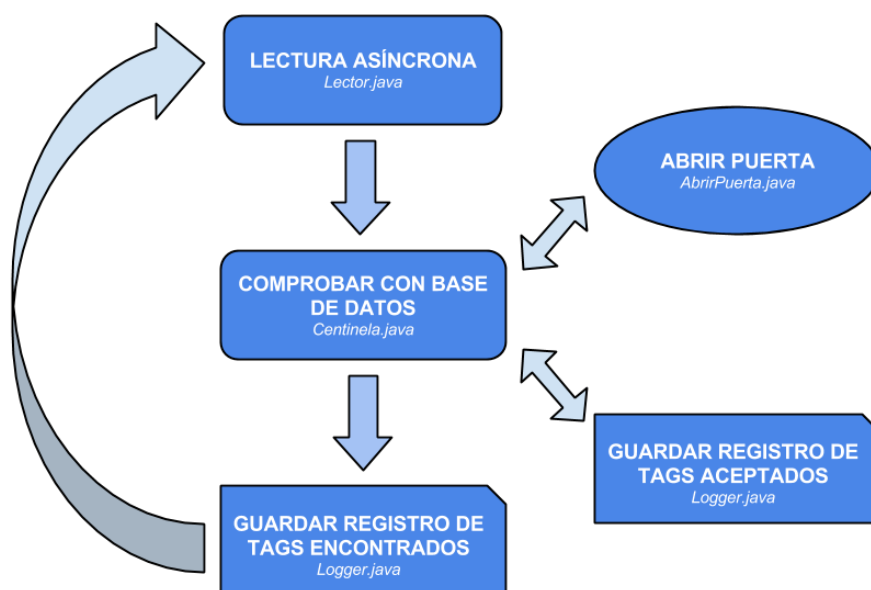 LECTURA ASÍNCRONA
Lector.java
ABRIR PUERTA
AbrirPuerta.java
COMPROBAR CON BASE
DE DATOS
Centinela.java
GUARDAR REGISTRO DE
TAGS ACEPTADOS
Logger.java
GUARDAR REGISTRO DE
TAGS ENCONTRADOS
Logger.java